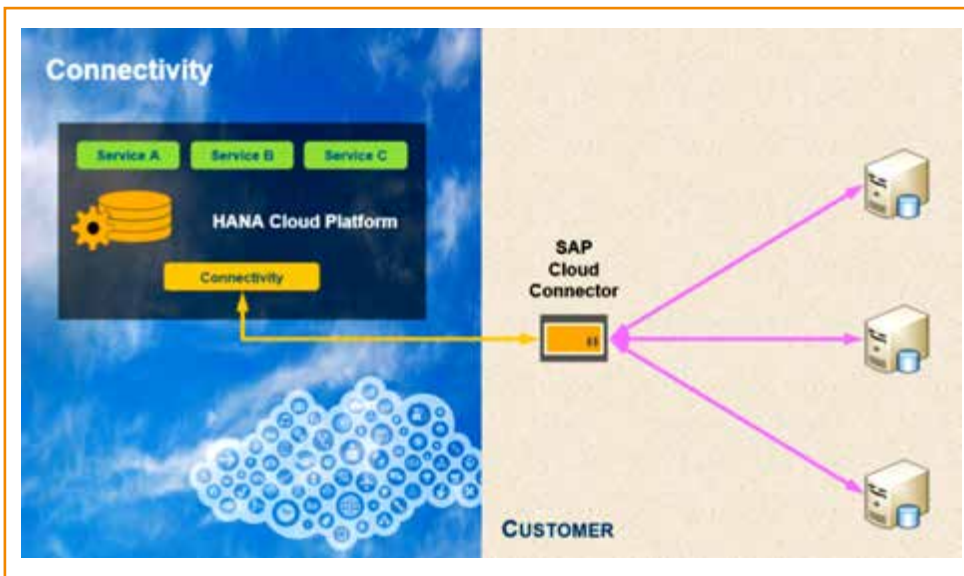 Connectivity
Service A
Service B
Service C
HANA Cloud Platform
Connectivity
SAP
Cloud
Connector
CUSTOMER